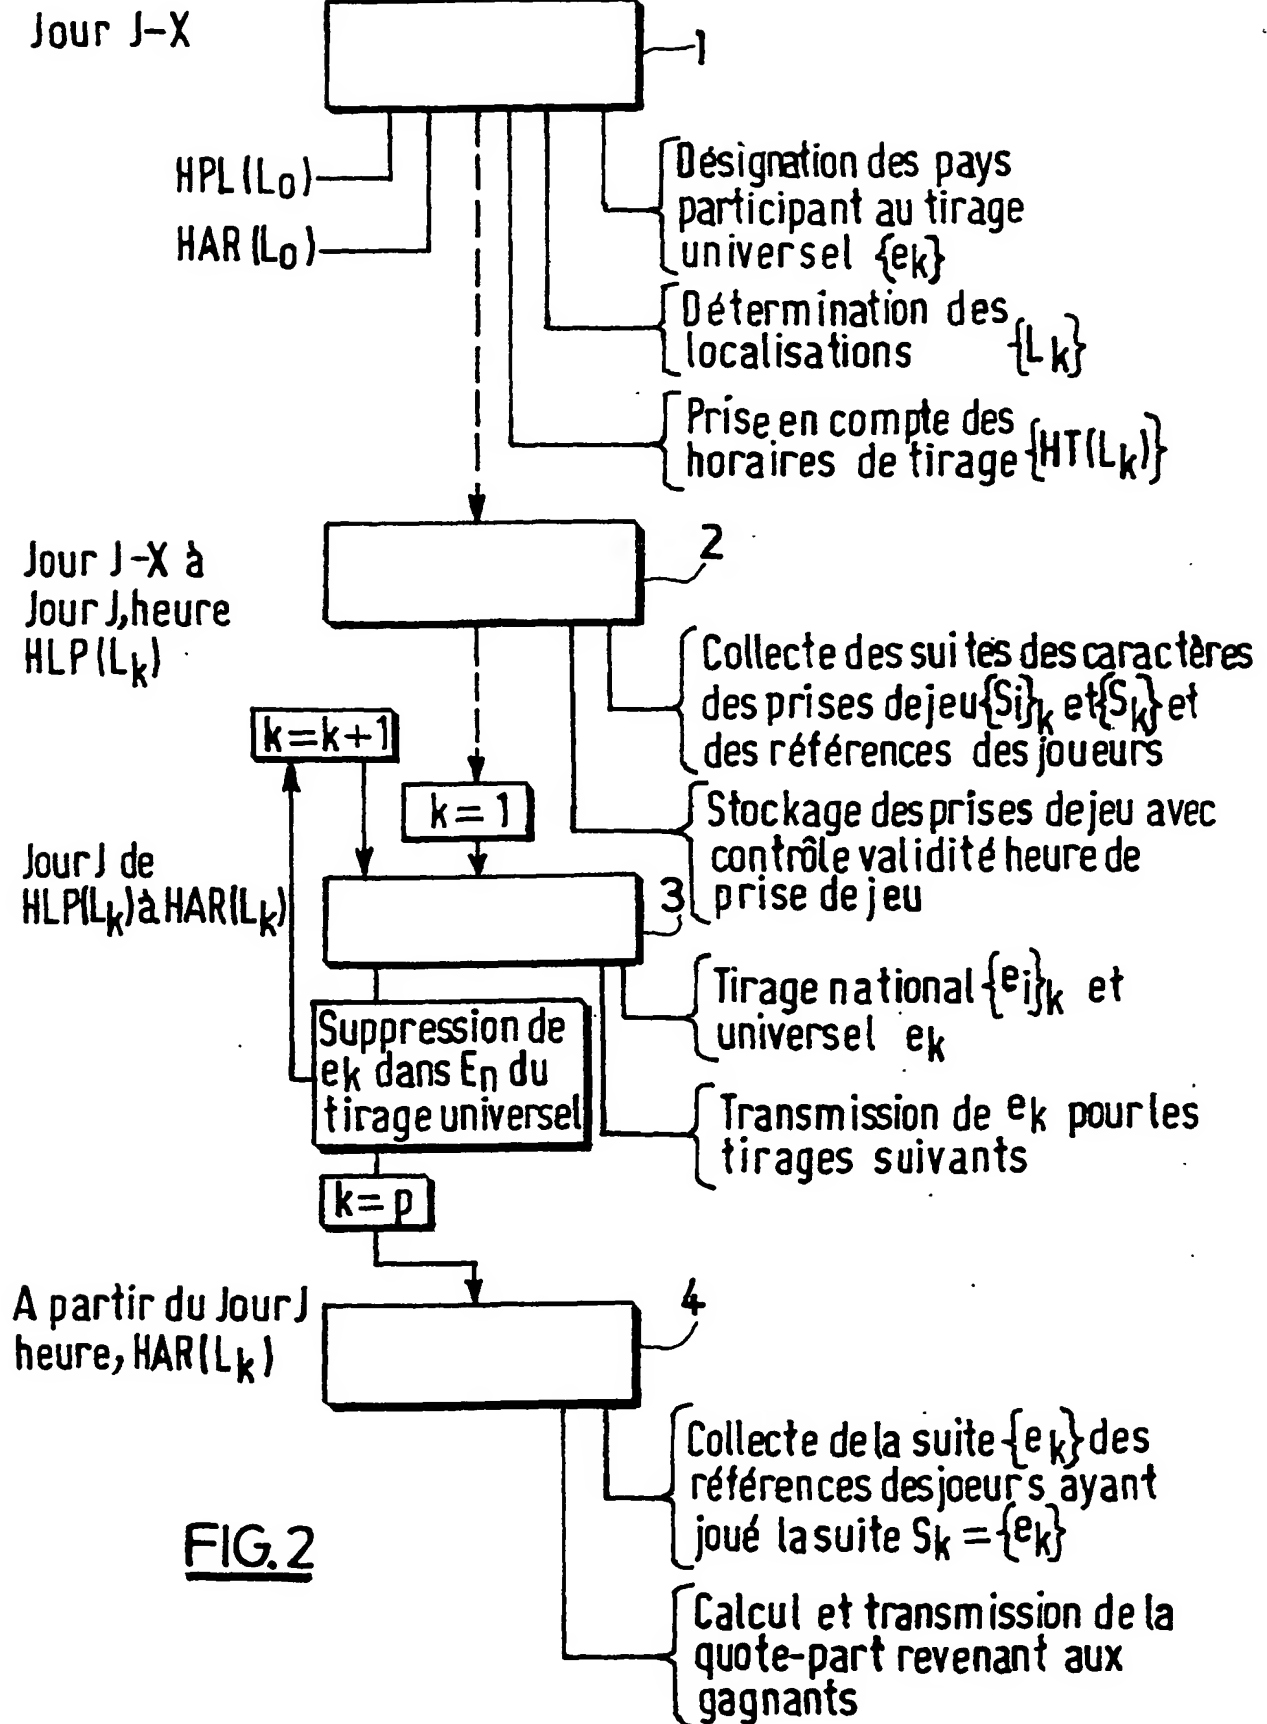 Jour J-X
1
HPL(L0)
HAR(L0)
Désignation des pays
participant au tirage
universel {ek}
Détermination des
localisations {Lk}
Prise en compte des
horaires de tirage {HT(Lk)}
Jour J-X à
Jour J, heure
HLP(Lk)
2
Collecte des suites des caractères
des prises de jeu {Si}k et {Sk} et
des références des joueurs
k=k+1
k=1
Stockage des prises de jeu avec
contrôle validité heure de
prise de jeu
Jour J de
HLP(Lk) à HAR(Lk)
3
Tirage national {ei}k et
universel ek
Suppression de
ek dans En du
tirage universel
Transmission de ek pour les
tirages suivants
k=p
A partir du Jour J
heure, HAR(Lk)
4
Collecte de la suite {ek} des
références des joeurs ayant
joué la suite Sk = {ek}
FIG. 2
Calcul et transmission de la
quote-part revenant aux
gagnants